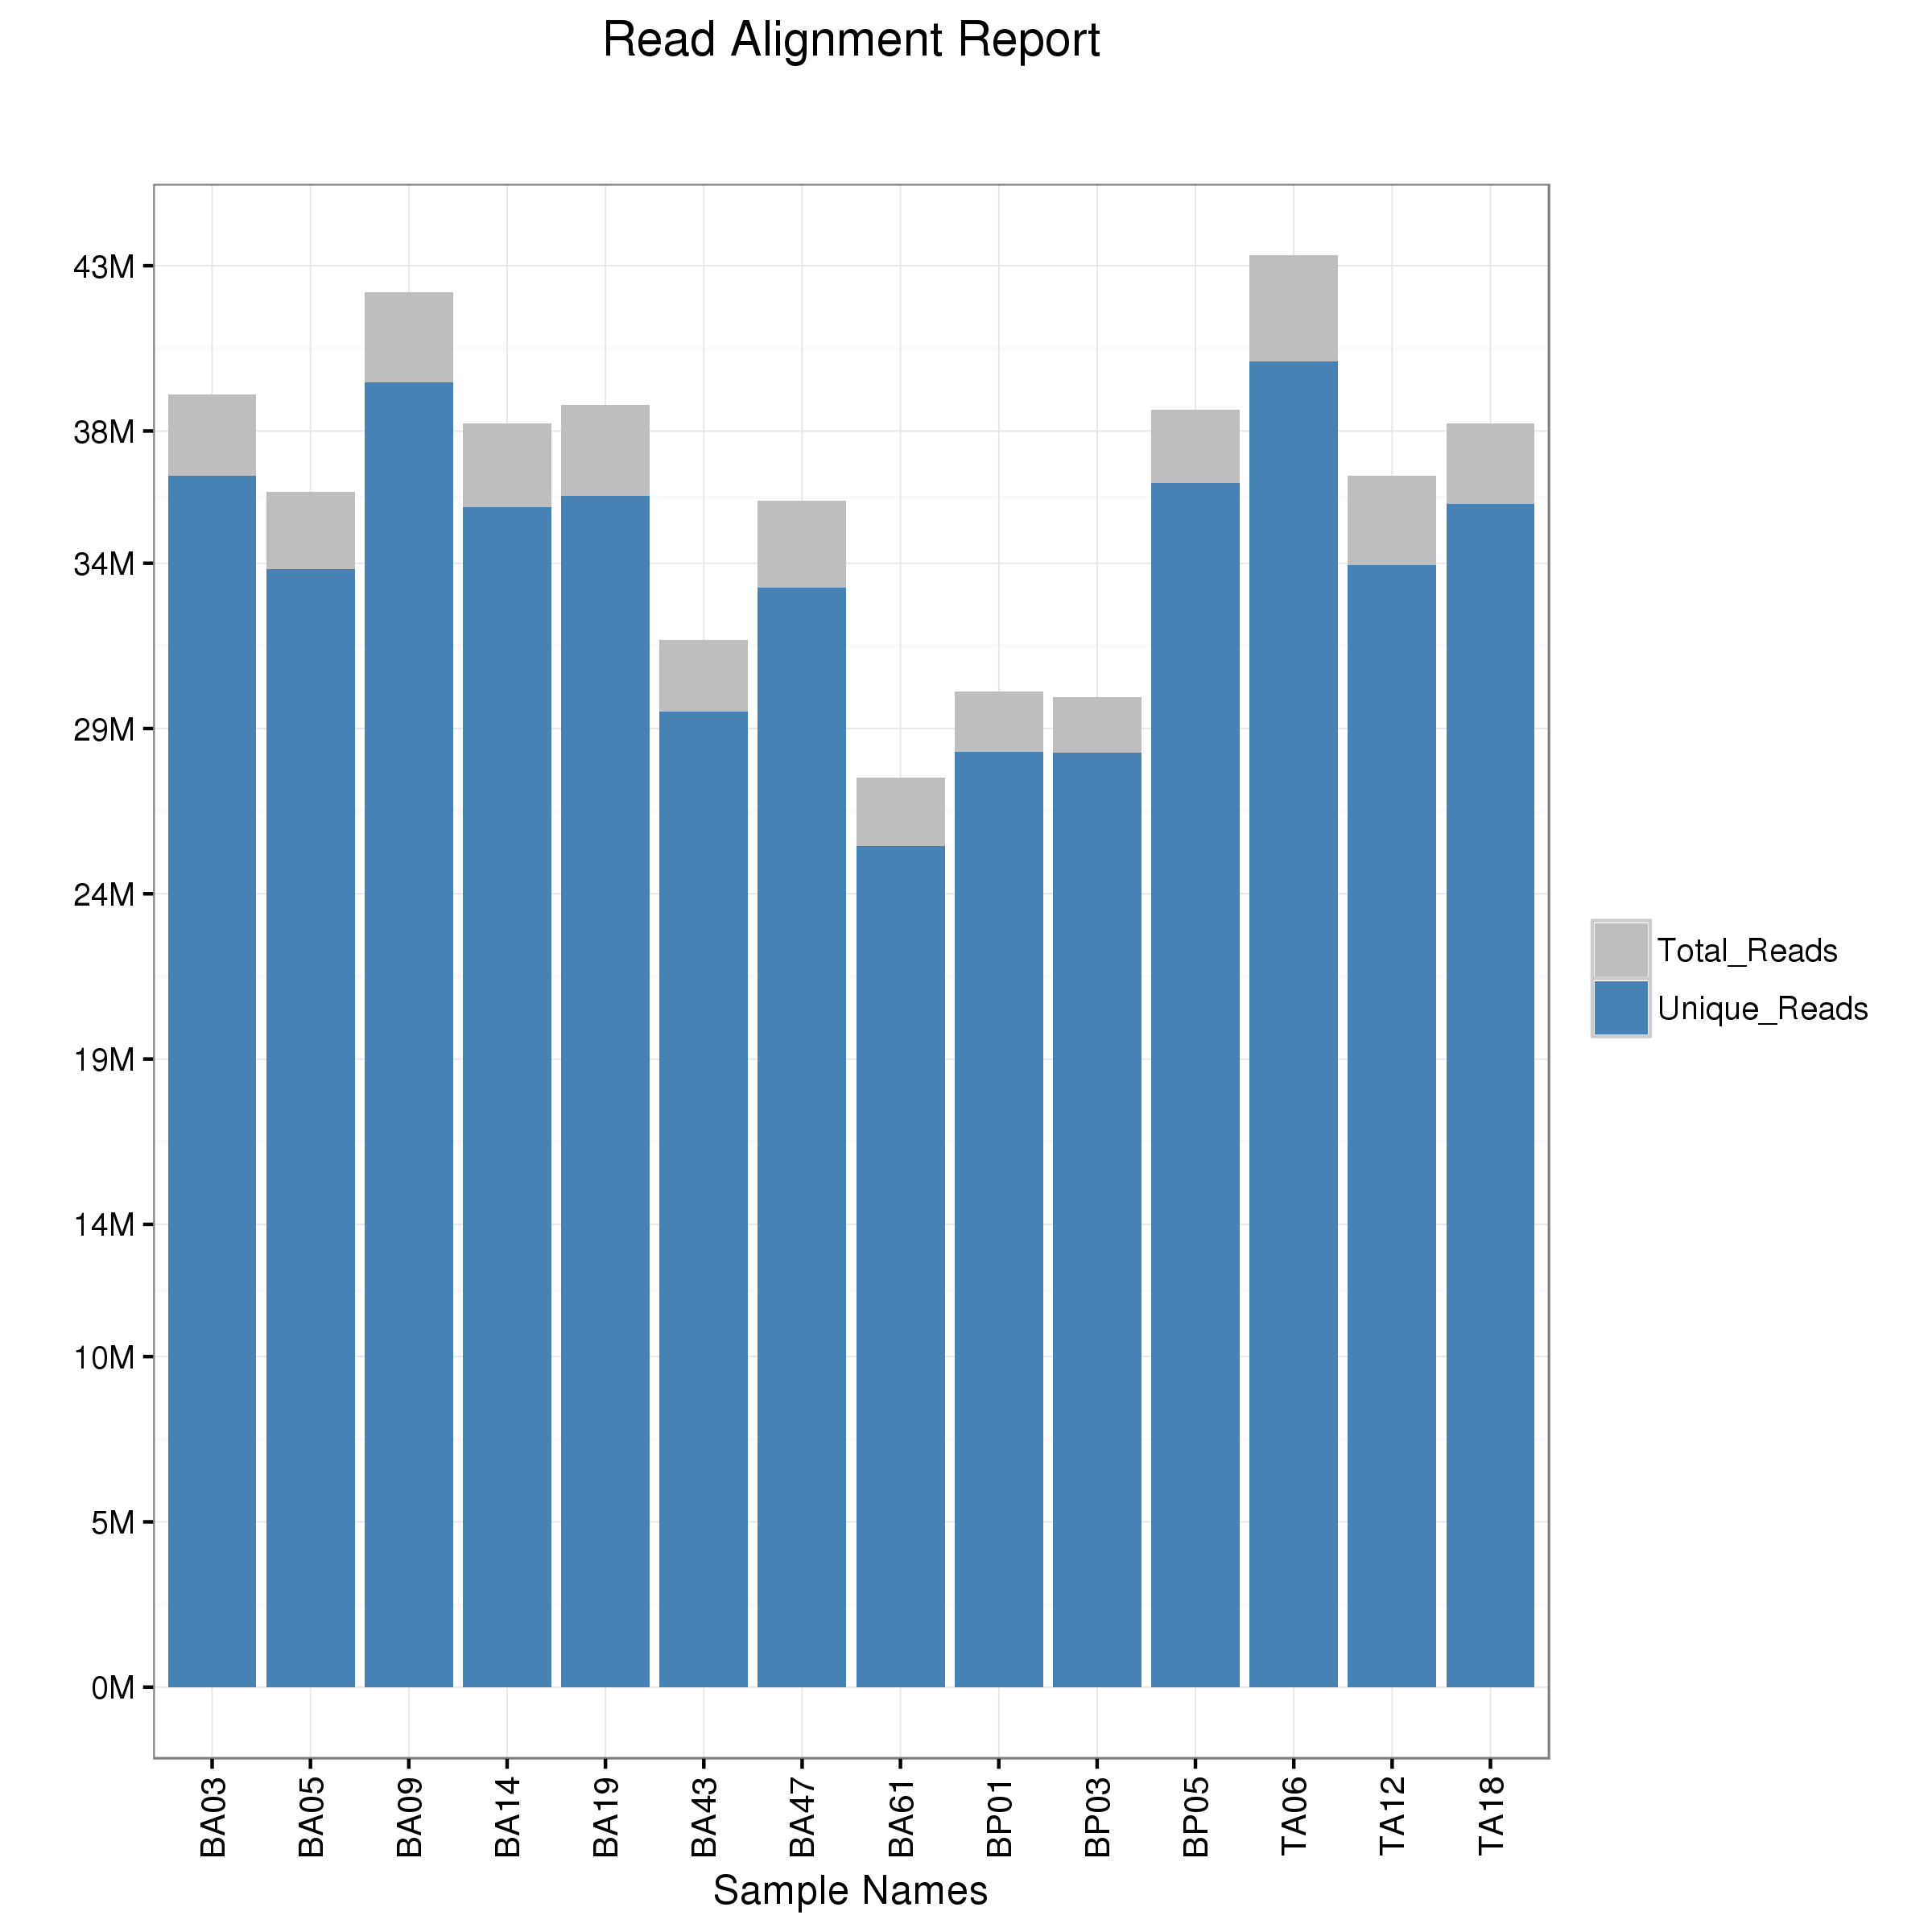 Read Alignment Report
43M
38M
34M
29M
24M
19M
14M
10M
5M
0M
BA03
BA05
BA09
BA14
BA19
BA43
BA47
BA61
BP01
BP03
BP05
TA06
TA12
TA18
Sample Names
Total_Reads
Unique_Reads